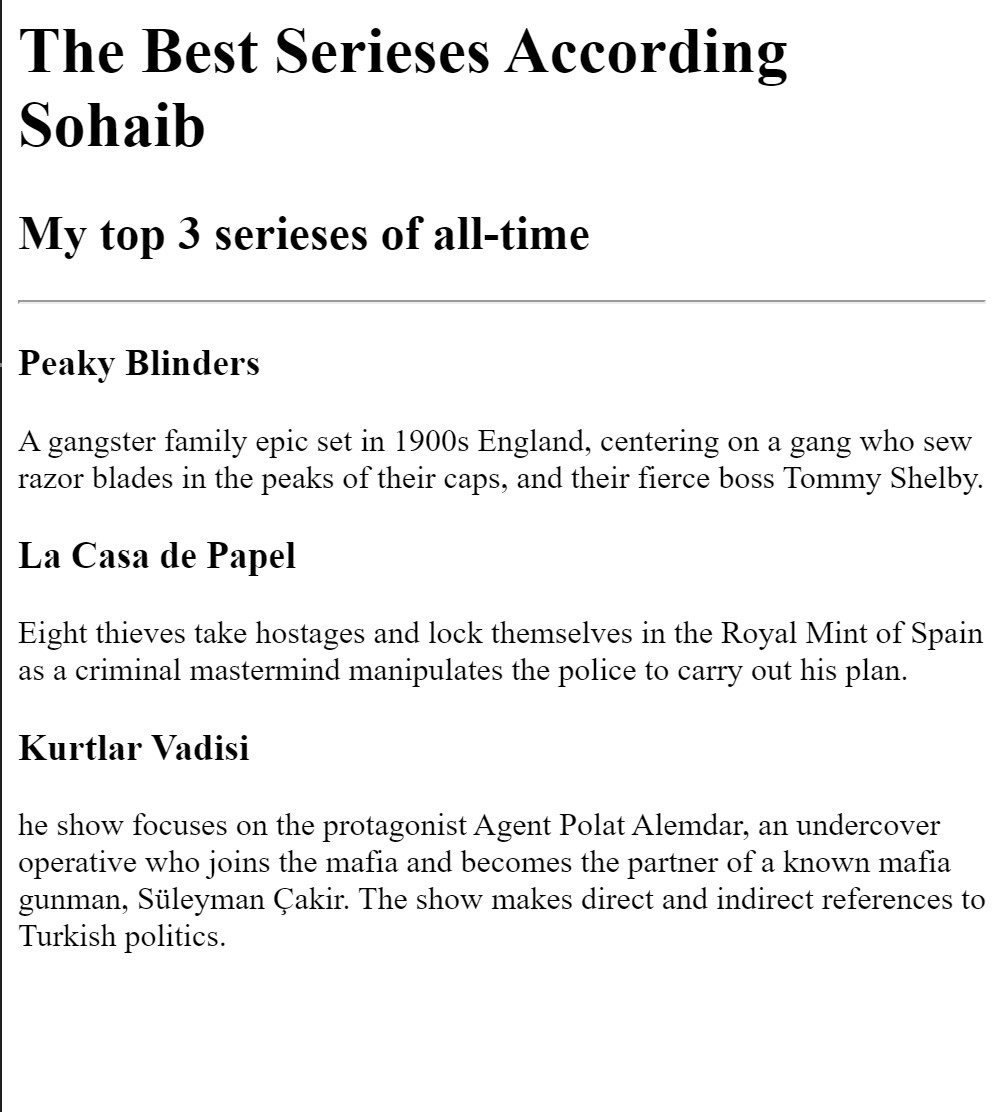 The Best Serieses According
Sohaib
My top 3 serieses of all-time
Peaky Blinders
A gangster family epic set in 1900s England, centering on a gang who sew
razor blades in the peaks of their caps, and their fierce boss Tommy Shelby.
La Casa de Papel
Eight thieves take hostages and lock themselves in the Royal Mint of Spain
as a criminal mastermind manipulates the police to carry out his plan.
Kurtlar Vadisi
he show focuses on the protagonist Agent Polat Alemdar, an undercover
operative who joins the mafia and becomes the partner of a known mafia
gunman, Süleyman Çakir. The show makes direct and indirect references to
Turkish politics.